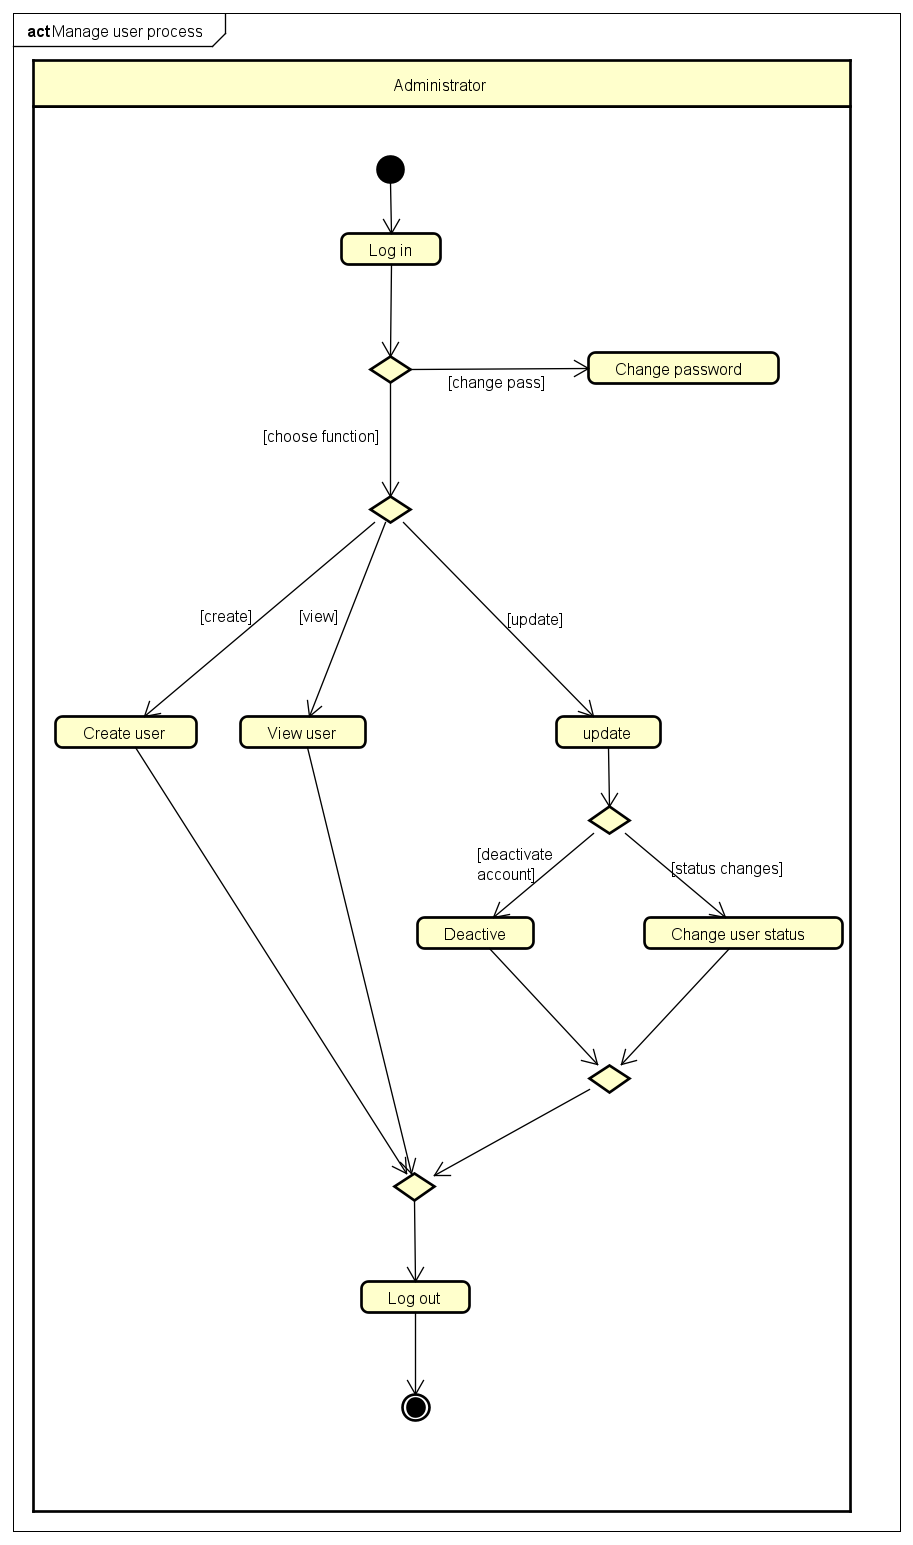 act Manage user process
Administrator
Log in
Change password
[change pass]
[choose function]
[create]
[view]
[update]
Create user
View user
update
[deactivate
account]
[status changes]
Deactive
Change user status
Log out